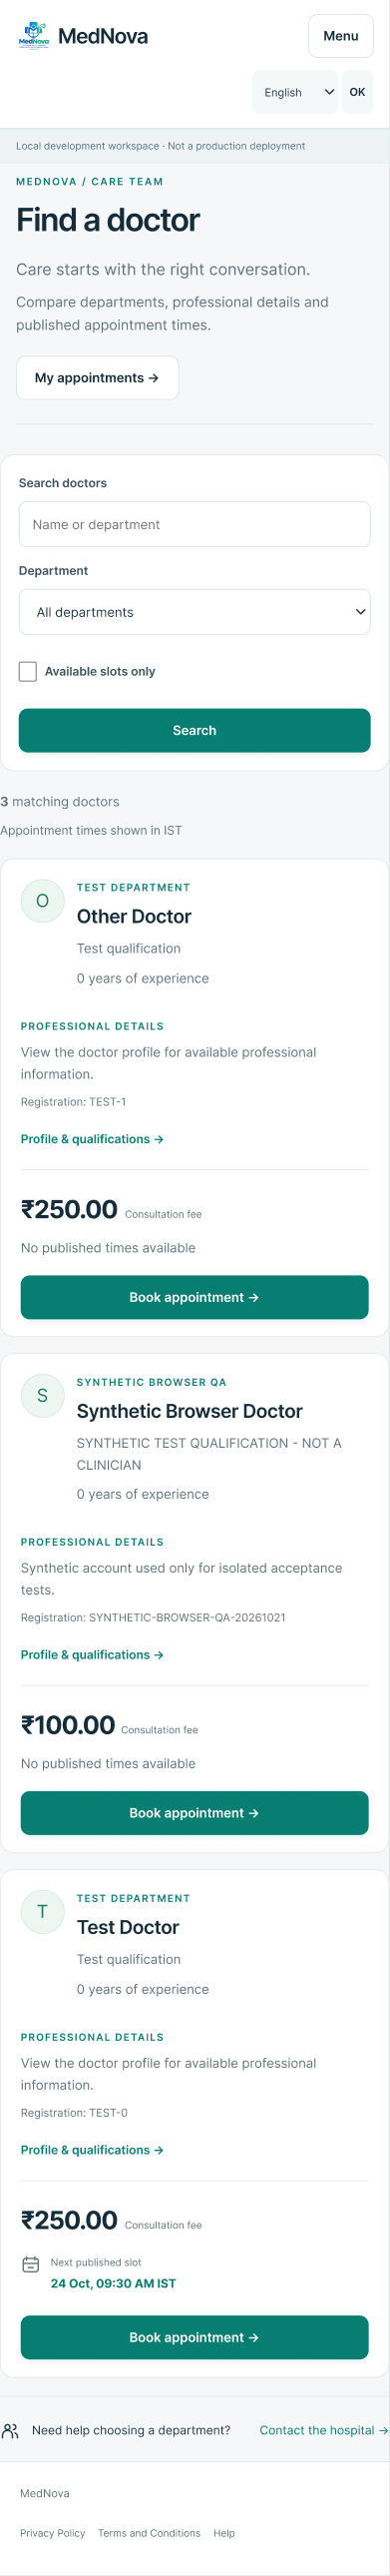 MedNova
MedNova
Menu
English
OK
Local development workspace · Not a production deployment
MEDNOVA / CARE TEAM
Find a doctor
Care starts with the right conversation.
Compare departments, professional details and
published appointment times.
My appointments →
Search doctors
Name or department
Department
All departments
Available slots only
Search
3 matching doctors
Appointment times shown in IST
O
TEST DEPARTMENT
Other Doctor
Test qualification
0 years of experience
PROFESSIONAL DETAILS
View the doctor profile for available professional
information.
Registration: TEST-1
Profile & qualifications →
₹250.00 Consultation fee
No published times available
Book appointment →
S
SYNTHETIC BROWSER QA
Synthetic Browser Doctor
SYNTHETIC TEST QUALIFICATION - NOT A
CLINICIAN
0 years of experience
PROFESSIONAL DETAILS
Synthetic account used only for isolated acceptance
tests.
Registration: SYNTHETIC-BROWSER-QA-20261021
Profile & qualifications →
₹100.00 Consultation fee
No published times available
Book appointment →
T
TEST DEPARTMENT
Test Doctor
Test qualification
0 years of experience
PROFESSIONAL DETAILS
View the doctor profile for available professional
information.
Registration: TEST-0
Profile & qualifications →
₹250.00 Consultation fee
Next published slot
24 Oct, 09:30 AM IST
Book appointment →
Need help choosing a department? Contact the hospital →
MedNova
Privacy Policy Terms and Conditions Help